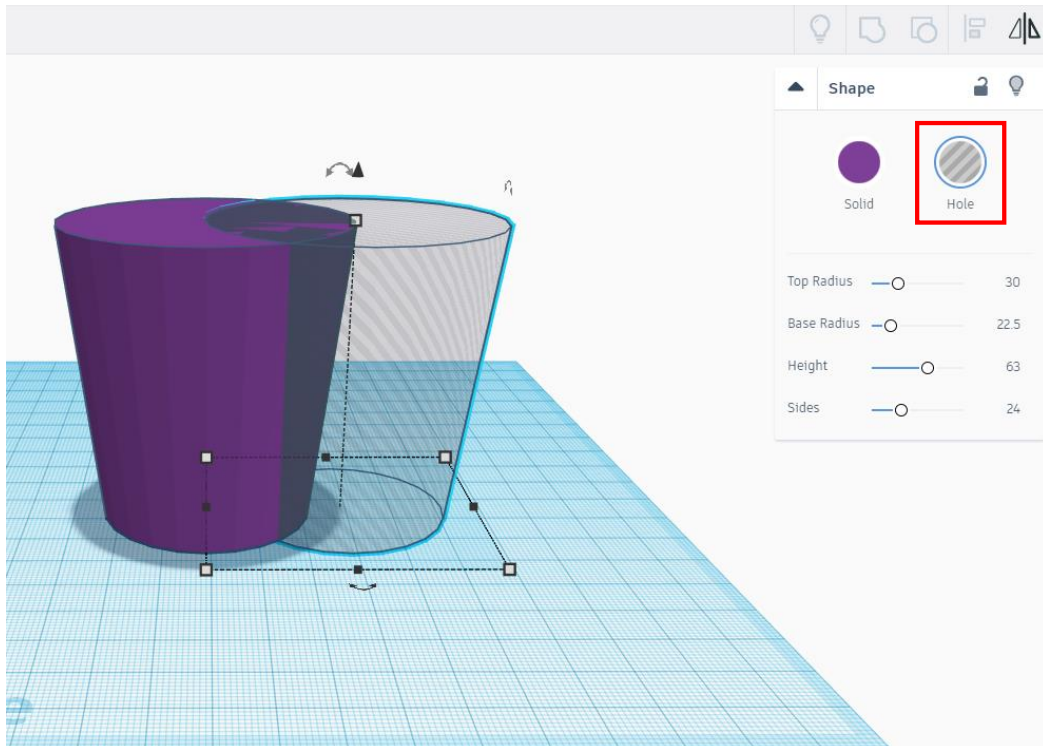 Shape
Solid Hole
Top Radius 30
Base Radius 22.5
Height 63
Sides 24